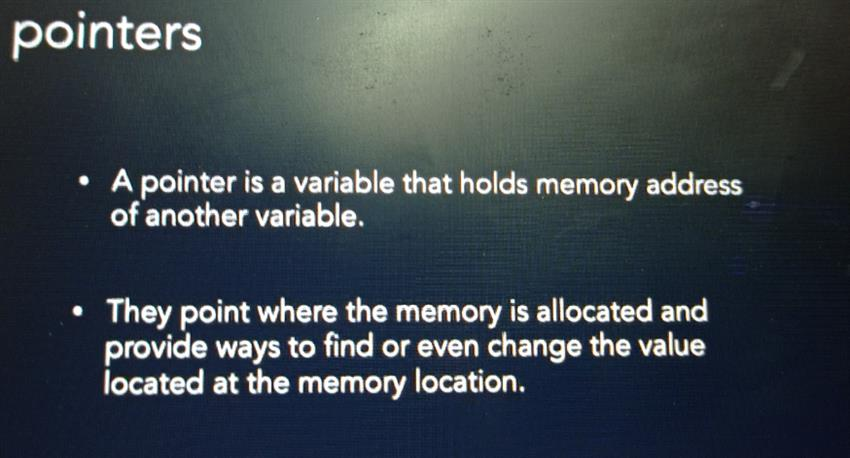 pointers
• A pointer is a variable that holds memory address
of another variable.
• They point where the memory is allocated and
provide ways to find or even change the value
located at the memory location.